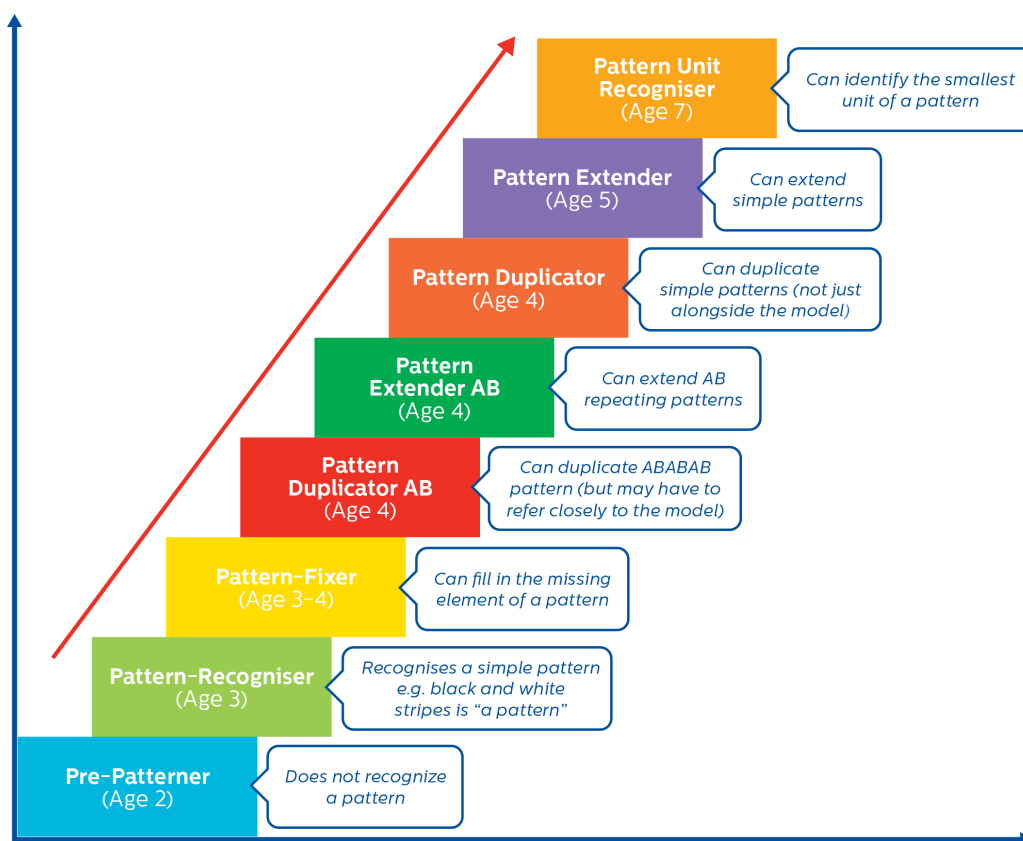 Pattern Unit
Recogniser
(Age 7)
Can identify the smallest
unit of a pattern
Pattern Extender
(Age 5)
Can extend
simple patterns
Pattern Duplicator
(Age 4)
Can duplicate
simple patterns (not just
alongside the model)
Pattern
Extender AB
(Age 4)
Can extend AB
repeating patterns
Pattern
Duplicator AB
(Age 4)
Can duplicate ABABAB
pattern (but may have to
refer closely to the model)
Pattern-Fixer
(Age 3-4)
Can fill in the missing
element of a pattern
Pattern-Recogniser
(Age 3)
Recognises a simple pattern
e.g. black and white
stripes is “a pattern”
Pre-Patterner
(Age 2)
Does not recognize
a pattern